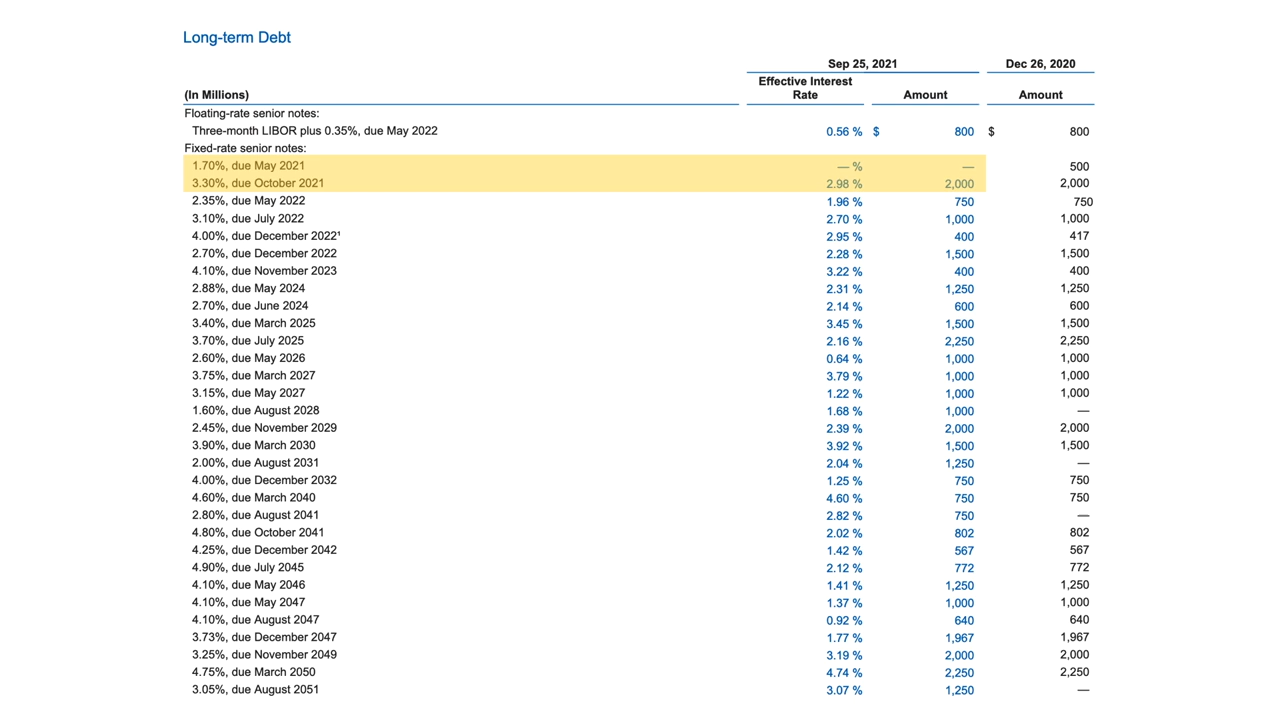 Long-term Debt
Sep 25, 2021 Dec 26, 2020
(In Millions) Effective Interest Rate Amount Amount
Floating-rate senior notes:
Three-month LIBOR plus 0.35%, due May 2022 0.56 % $ 800 $ 800
Fixed-rate senior notes:
1.70%, due May 2021 — % — 500
3.30%, due October 2021 2.98 % 2,000 2,000
2.35%, due May 2022 1.96 % 750 750
3.10%, due July 2022 2.70 % 1,000 1,000
4.00%, due December 2022¹ 2.95 % 400 417
2.70%, due December 2022 2.28 % 1,500 1,500
4.10%, due November 2023 3.22 % 400 400
2.88%, due May 2024 2.31 % 1,250 1,250
2.70%, due June 2024 2.14 % 600 600
3.40%, due March 2025 3.45 % 1,500 1,500
3.70%, due July 2025 2.16 % 2,250 2,250
2.60%, due May 2026 0.64 % 1,000 1,000
3.75%, due March 2027 3.79 % 1,000 1,000
3.15%, due May 2027 1.22 % 1,000 1,000
1.60%, due August 2028 1.68 % 1,000 —
2.45%, due November 2029 2.39 % 2,000 2,000
3.90%, due March 2030 3.92 % 1,500 1,500
2.00%, due August 2031 2.04 % 1,250 —
4.00%, due December 2032 1.25 % 750 750
4.60%, due March 2040 4.60 % 750 750
2.80%, due August 2041 2.82 % 750 —
4.80%, due October 2041 2.02 % 802 802
4.25%, due December 2042 1.42 % 567 567
4.90%, due July 2045 2.12 % 772 772
4.10%, due May 2046 1.41 % 1,250 1,250
4.10%, due May 2047 1.37 % 1,000 1,000
4.10%, due August 2047 0.92 % 640 640
3.73%, due December 2047 1.77 % 1,967 1,967
3.25%, due November 2049 3.19 % 2,000 2,000
4.75%, due March 2050 4.74 % 2,250 2,250
3.05%, due August 2051 3.07 % 1,250 —